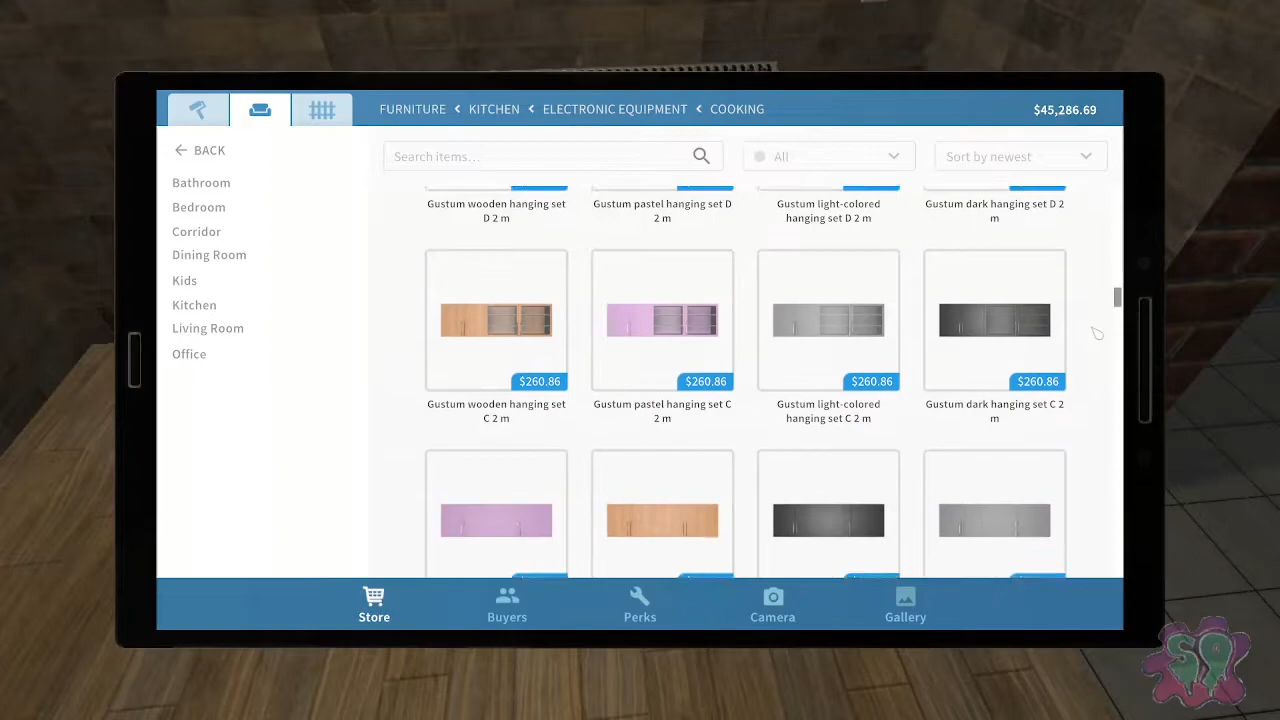 FURNITURE < KITCHEN < ELECTRONIC EQUIPMENT < COOKING
$45,286.69
BACK
Search items...
All
Sort by newest
Bathroom
Bedroom
Corridor
Dining Room
Kids
Kitchen
Living Room
Office
Gustum wooden hanging set
D 2 m
Gustum pastel hanging set D
2 m
Gustum light-colored
hanging set D 2 m
Gustum dark hanging set D 2
m
$260.86
$260.86
$260.86
$260.86
Gustum wooden hanging set
C 2 m
Gustum pastel hanging set C
2 m
Gustum light-colored
hanging set C 2 m
Gustum dark hanging set C 2
m
Store
Buyers
Perks
Camera
Gallery